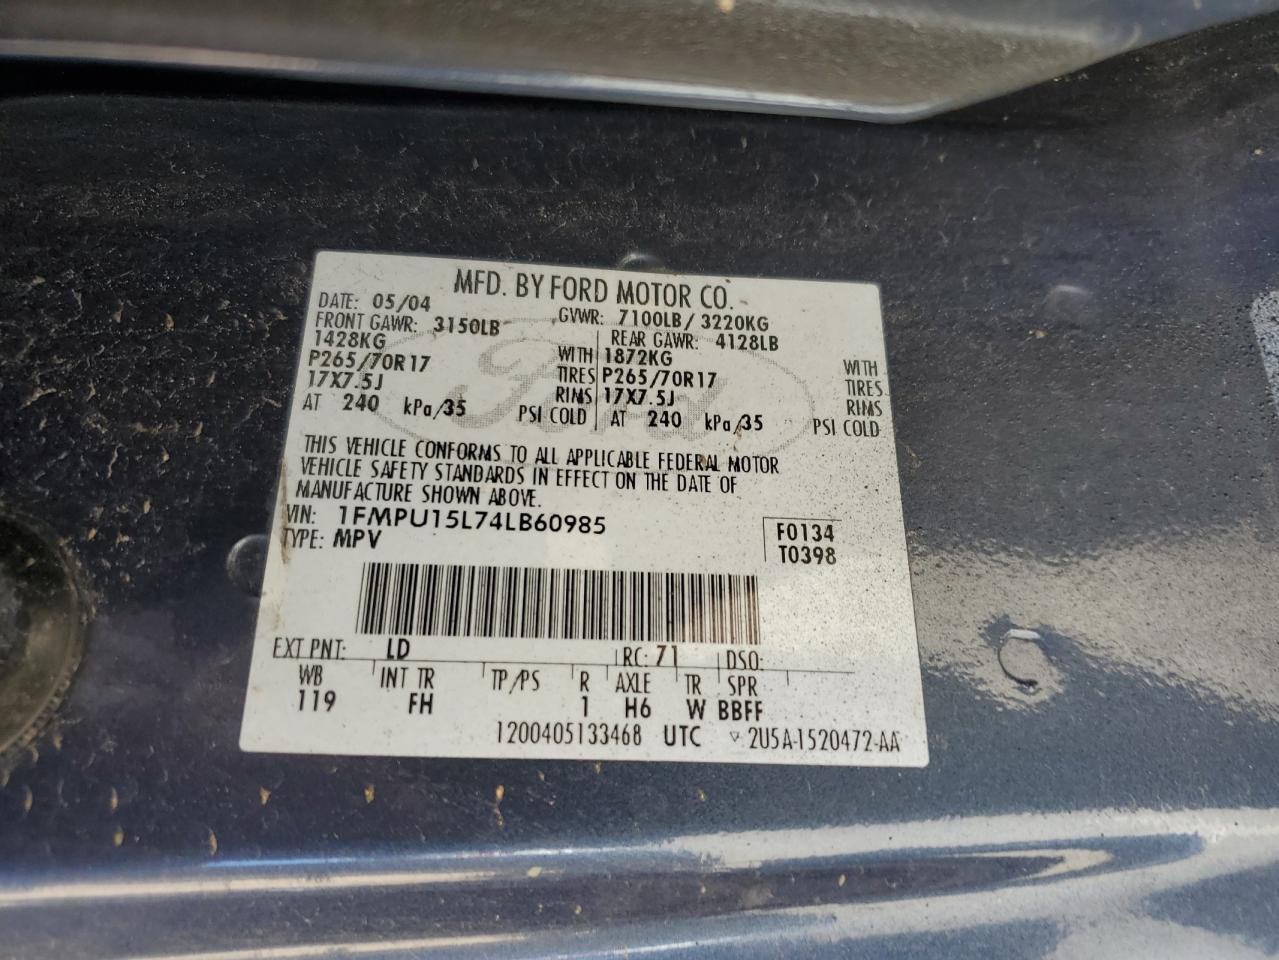 MFD. BY FORD MOTOR CO.
DATE: 05/04 GVWR: 7100LB / 3220KG
FRONT GAWR: 3150LB REAR GAWR: 4128LB
1428KG WITH 1872KG WITH
P265/70R17 TIRES P265/70R17 TIRES
17X7.5J RIMS 17X7.5J RIMS
AT 240 kPa/35 PSI COLD AT 240 kPa/35 PSI COLD
Ford
THIS VEHICLE CONFORMS TO ALL APPLICABLE FEDERAL MOTOR
VEHICLE SAFETY STANDARDS IN EFFECT ON THE DATE OF
MANUFACTURE SHOWN ABOVE.
VIN: 1FMPU15L74LB60985 F0134
TYPE: MPV T0398
EXT PNT: LD RC: 71 DSO:
WB INT TR TP/PS R AXLE TR SPR
119 FH 1 H6 W BBFF
1200405133468 UTC ▽ 2U5A-1520472-AA